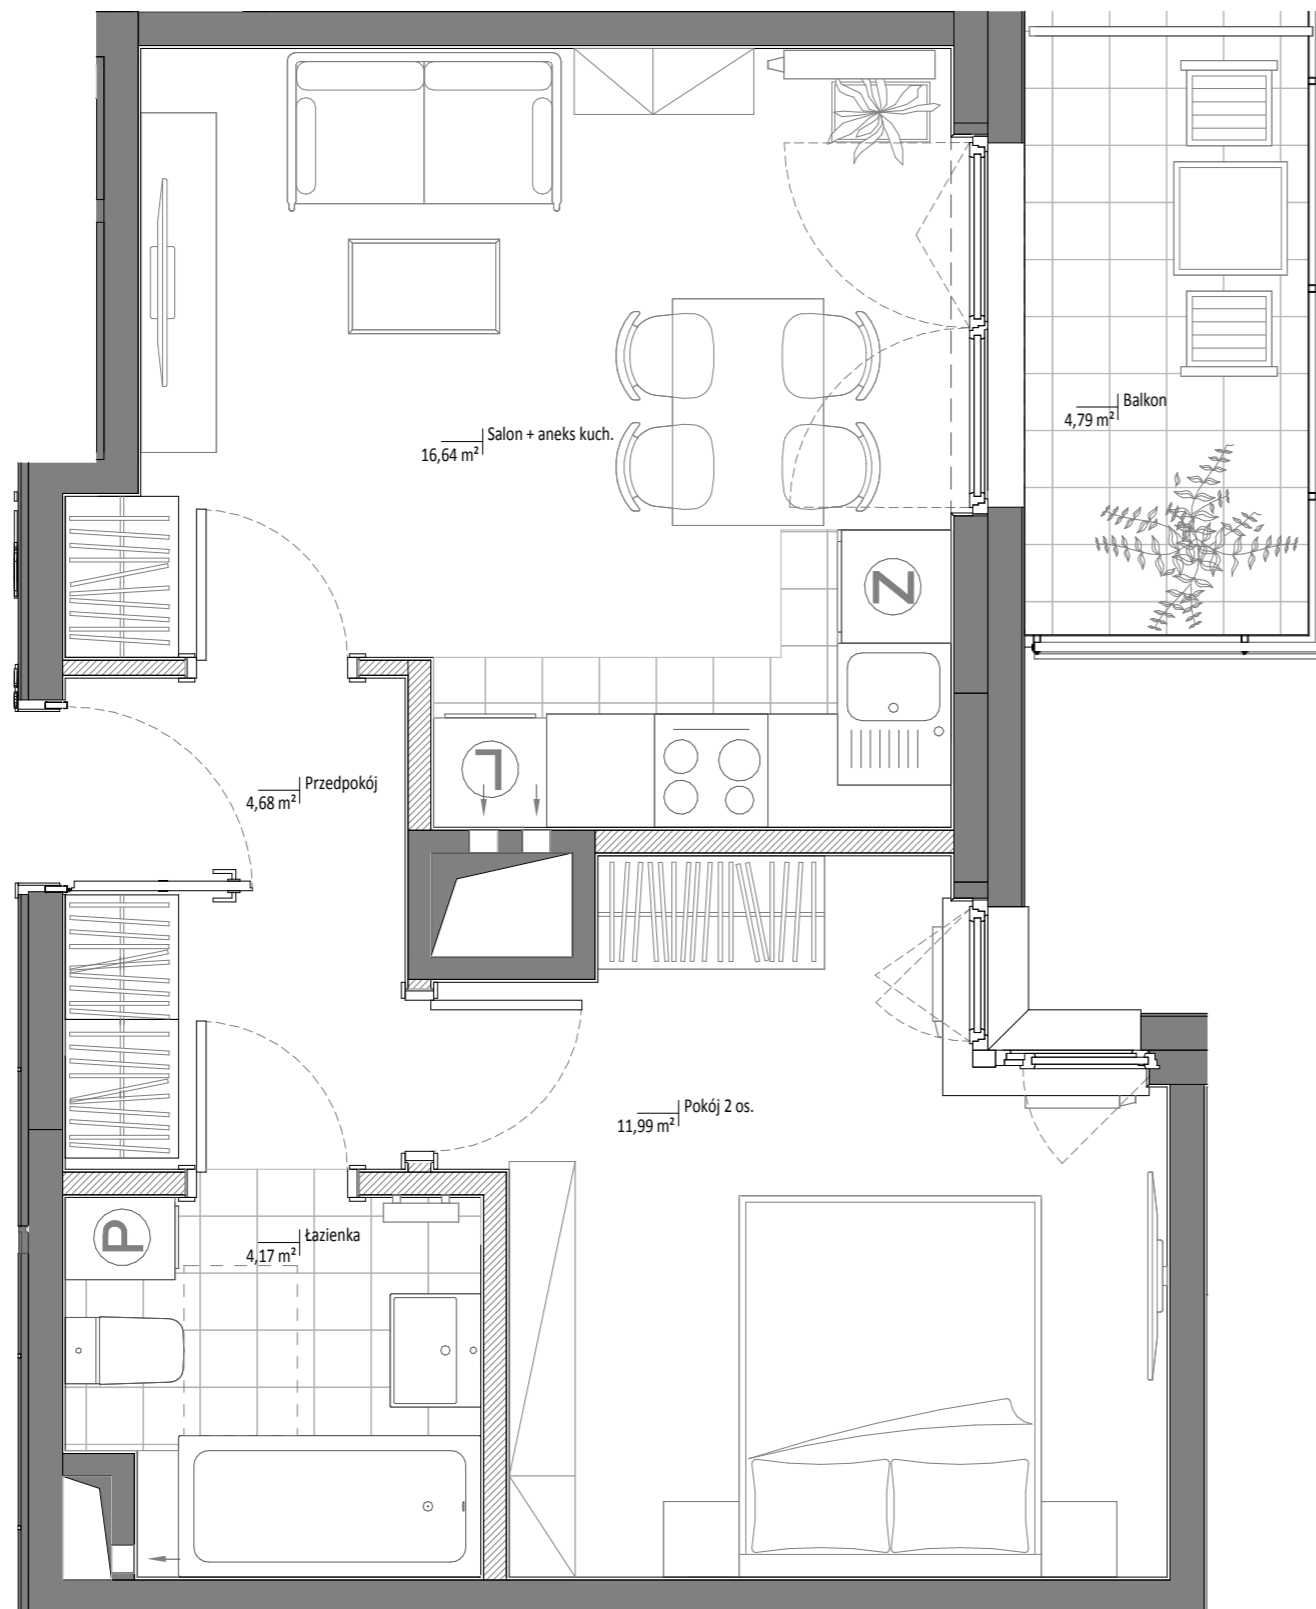 Balkon
4,79 m²
Salon + aneks kuch.
16,64 m²
Z
L
Przedpokój
4,68 m²
Pokój 2 os.
11,99 m²
P
Łazienka
4,17 m²